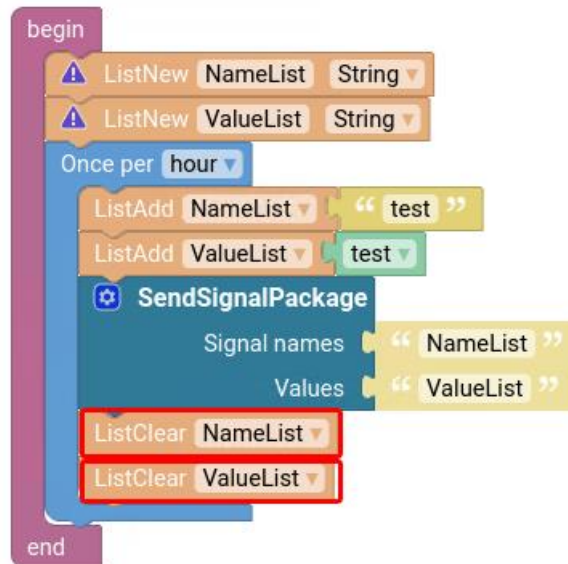 begin
ListNew NameList String
ListNew ValueList String
Once per hour
ListAdd NameList “ test ”
ListAdd ValueList test
SendSignalPackage
Signal names “ NameList ”
Values “ ValueList ”
ListClear NameList
ListClear ValueList
end